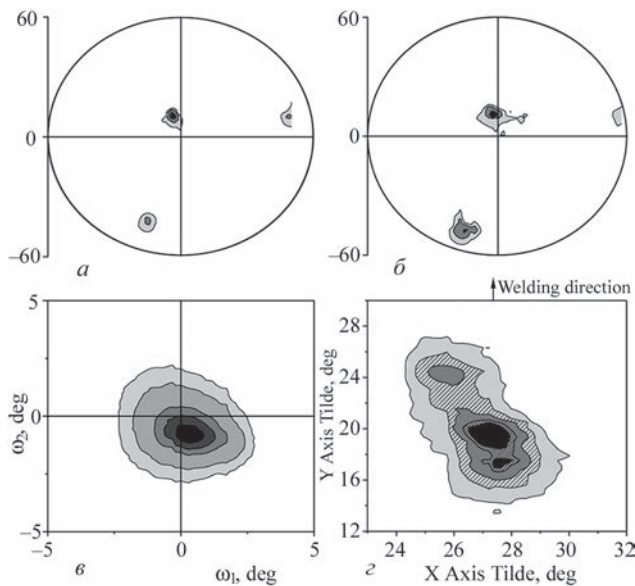 60
0
–60
а
60
0
–60
б
Welding direction
5
0
–5
ω2, deg
–5
0
5
в
ω1, deg
30
28
24
20
16
12
Y Axis Tilde, deg
24
26
28
30
32
г
X Axis Tilde, deg